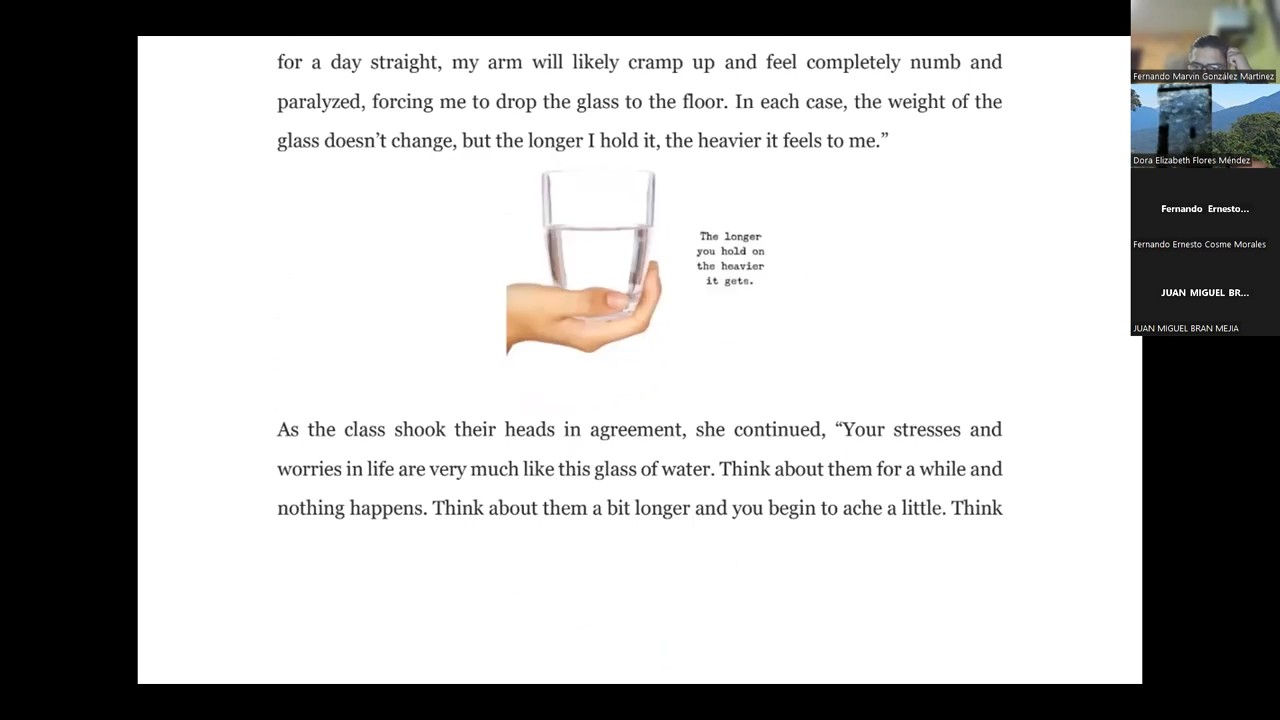 for a day straight, my arm will likely cramp up and feel completely numb and
paralyzed, forcing me to drop the glass to the floor. In each case, the weight of the
glass doesn’t change, but the longer I hold it, the heavier it feels to me.”
The longer
you hold on
the heavier
it gets.
As the class shook their heads in agreement, she continued, “Your stresses and
worries in life are very much like this glass of water. Think about them for a while and
nothing happens. Think about them a bit longer and you begin to ache a little. Think
Fernando Marvin González Martinez
Dora Elizabeth Flores Méndez
Fernando Ernesto...
Fernando Ernesto Cosme Morales
JUAN MIGUEL BR...
JUAN MIGUEL BRAN MEJIA